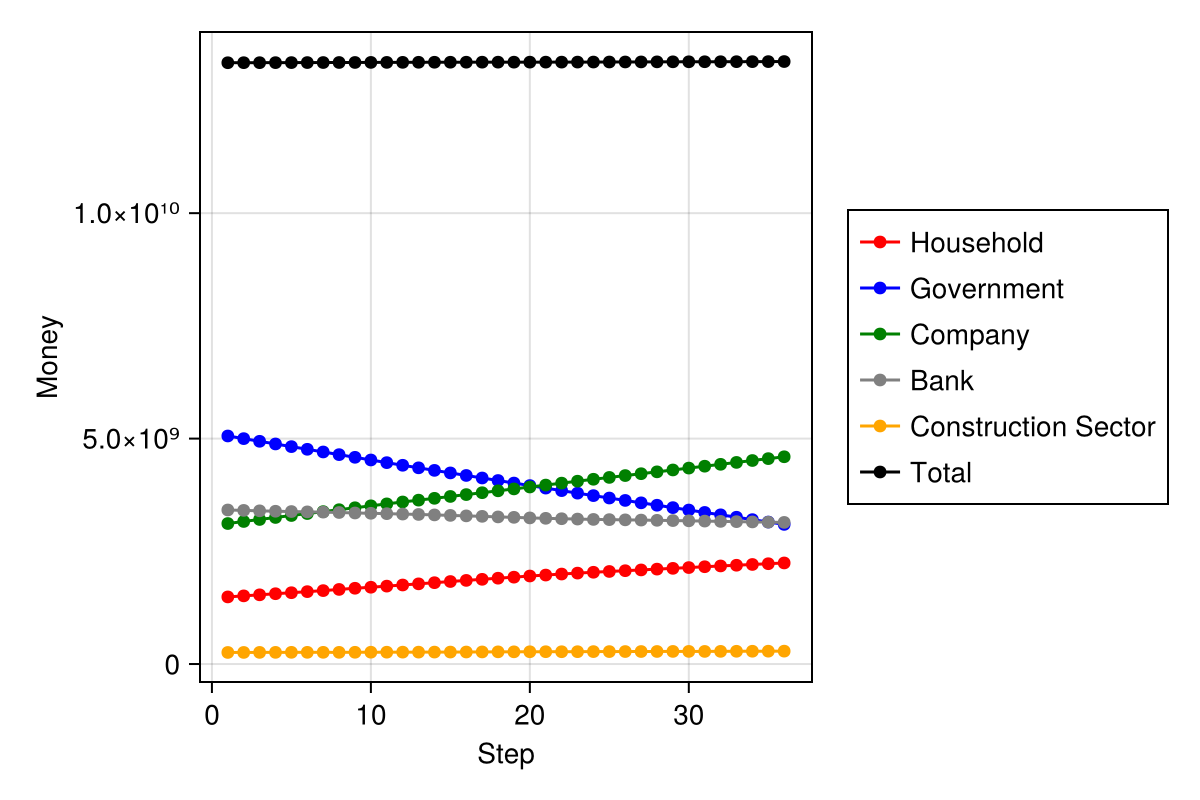 1.0×10¹⁰
5.0×10⁹
0
0 10 20 30
Step
Money
Household
Government
Company
Bank
Construction Sector
Total